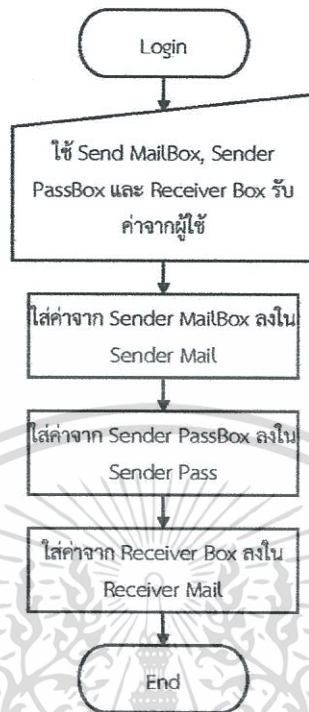 Login
ใช้ Send MailBox, Sender
PassBox และ Receiver Box รับ
ค่าจากผู้ใช้
ใส่ค่าจาก Sender MailBox ลงใน
Sender Mail
ใส่ค่าจาก Sender PassBox ลงใน
Sender Pass
ใส่ค่าจาก Receiver Box ลงใน
Receiver Mail
End